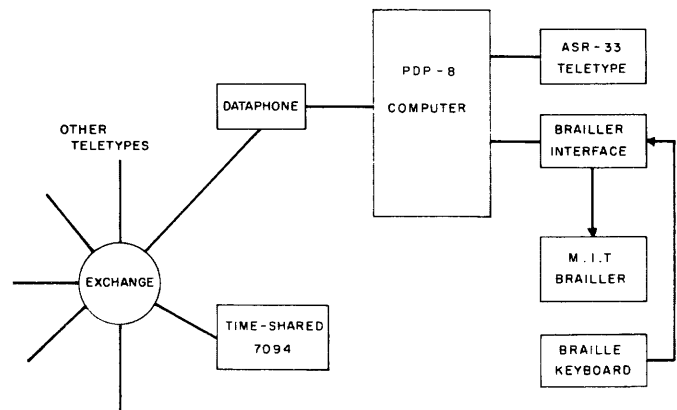 PDP-8
COMPUTER
ASR-33
TELETYPE
DATAPHONE
OTHER
TELETYPES
BRAILLER
INTERFACE
EXCHANGE
M.I.T
BRAILLER
TIME-SHARED
7094
BRAILLE
KEYBOARD